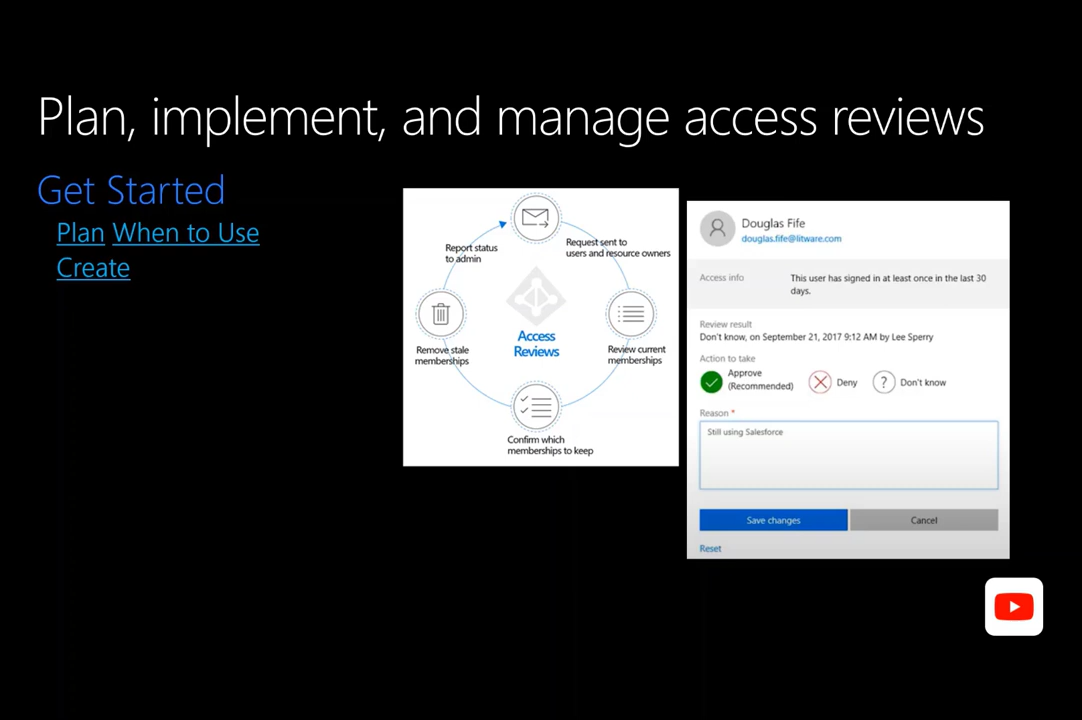 Plan, implement, and manage access reviews
Get Started
Plan When to Use
Create
Report status
to admin
Request sent to
users and resource owners
Access
Reviews
Remove stale
memberships
Review current
memberships
Confirm which
memberships to keep
Douglas Fife
douglas.fife@litware.com
Access info
This user has signed in at least once in the last 30
days.
Review result
Don't know, on September 21, 2017 9:12 AM by Lee Sperry
Action to take
Approve
(Recommended)
Deny
? Don't know
Reason *
Still using Salesforce
Save changes
Cancel
Reset